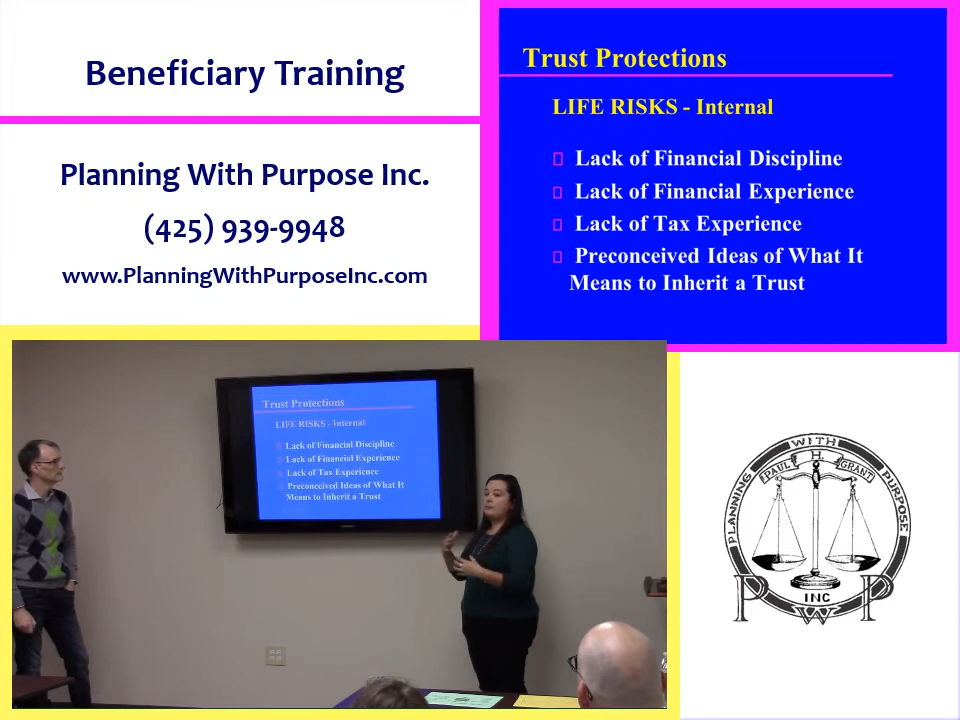 Beneficiary Training
Planning With Purpose Inc.
(425) 939-9948
www.PlanningWithPurposeInc.com
Trust Protections
LIFE RISKS - Internal
Lack of Financial Discipline
Lack of Financial Experience
Lack of Tax Experience
Preconceived Ideas of What It
Means to Inherit a Trust
Trust Protections
LIFE RISKS - Internal
Lack of Financial Discipline
Lack of Financial Experience
Lack of Tax Experience
Preconceived Ideas of What It
Means to Inherit a Trust
PLANNING WITH PURPOSE
PAUL H. GRANT
INC
PWP